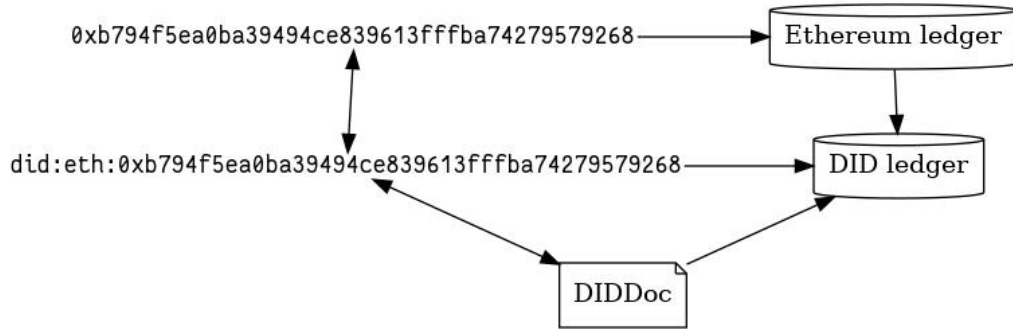 0xb794f5ea0ba39494ce839613fffba74279579268
Ethereum ledger
did:eth:0xb794f5ea0ba39494ce839613fffba74279579268
DID ledger
DIDDoc